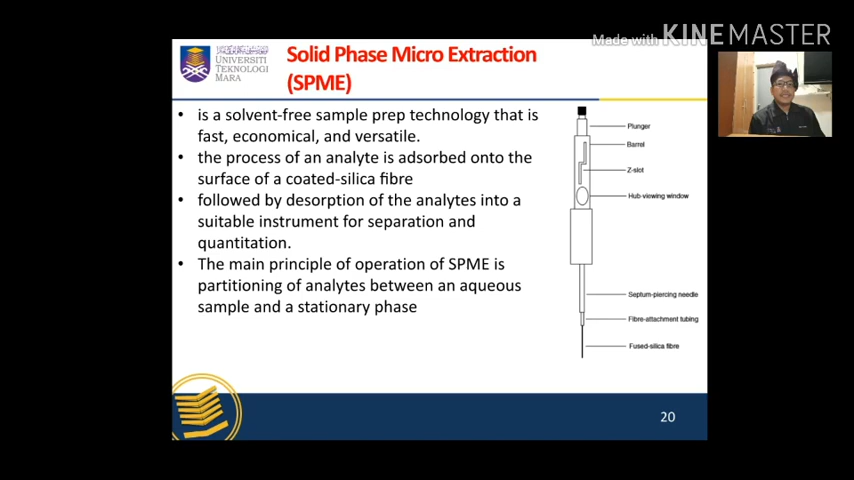 Made with KINEMASTER
UNIVERSITI
TEKNOLOGI
MARA
Solid Phase Micro Extraction
(SPME)
• is a solvent-free sample prep technology that is
fast, economical, and versatile.
• the process of an analyte is adsorbed onto the
surface of a coated-silica fibre
• followed by desorption of the analytes into a
suitable instrument for separation and
quantitation.
• The main principle of operation of SPME is
partitioning of analytes between an aqueous
sample and a stationary phase
Plunger
Barrel
Z-slot
Hub-viewing window
Septum-piercing needle
Fibre-attachment tubing
Fused-silica fibre
20